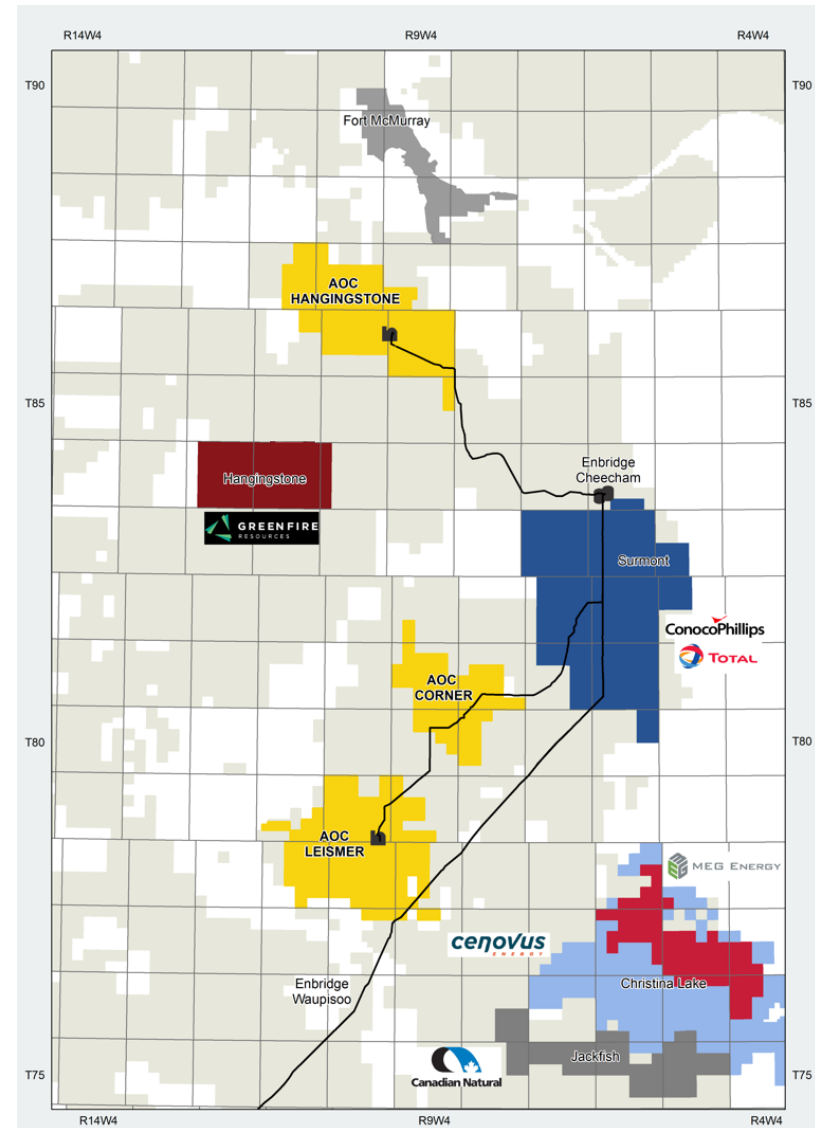 R14W4
R9W4
R4W4
T90
T90
Fort McMurray
AOC
HANGINGSTONE
T85
T85
Enbridge
Cheecham
Hangingstone
GREENFIRE
RESOURCES
Surmont
ConocoPhillips
TOTAL
AOC
CORNER
T80
T80
AOC
LEISMER
MEG ENERGY
cenovus
ENERGY
Enbridge
Waupisoo
Christina Lake
Jackfish
Canadian Natural
T75
T75
R14W4
R9W4
R4W4